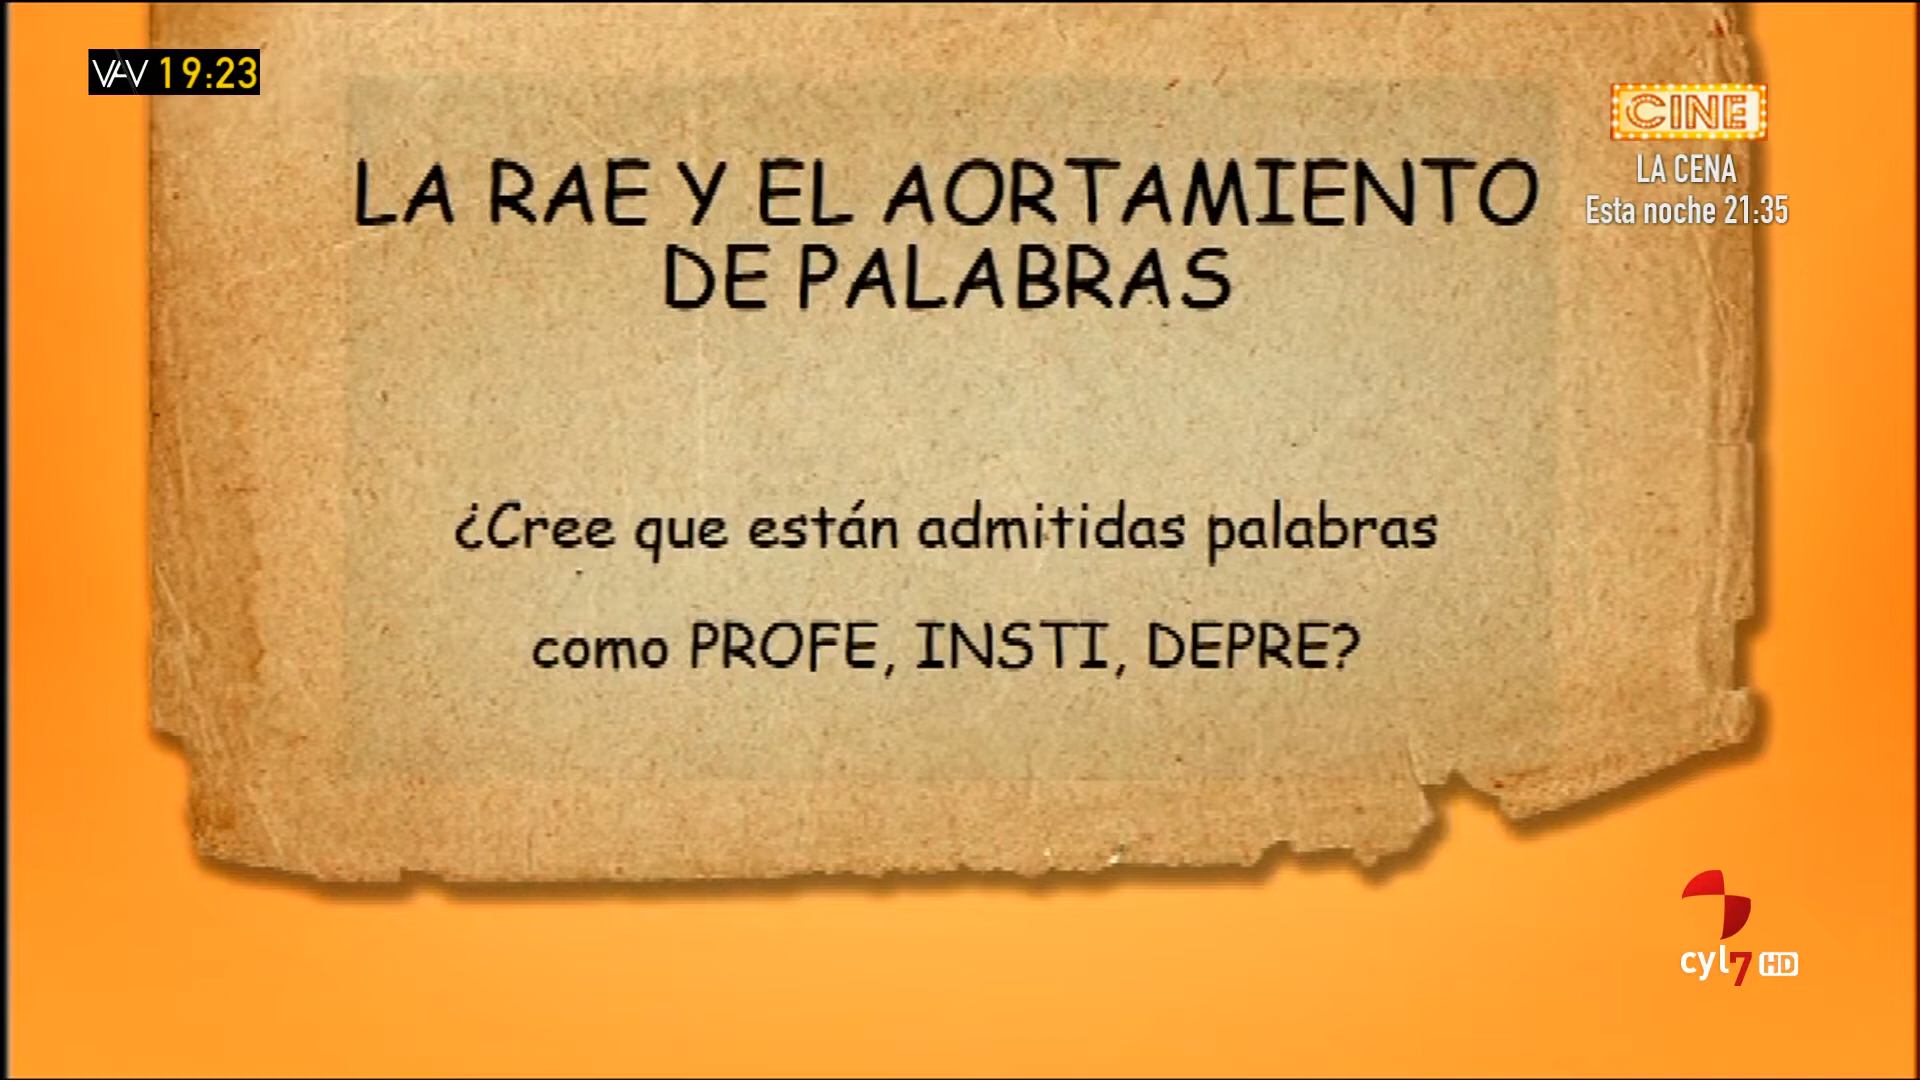 VAV 19:23
CINE
LA CENA
Esta noche 21:35
LA RAE Y EL AORTAMIENTO
DE PALABRAS
¿Cree que están admitidas palabras
como PROFE, INSTI, DEPRE?
cyl7 HD